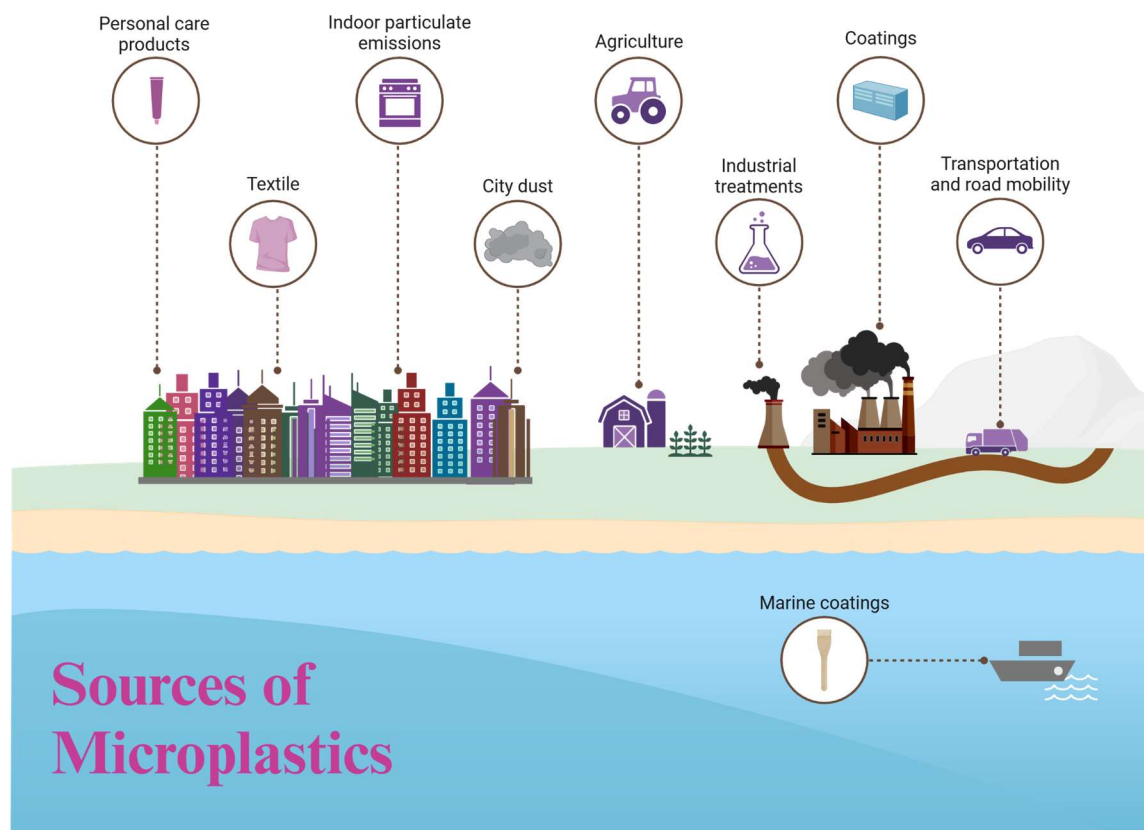 Personal care
products
Indoor particulate
emissions
Agriculture
Coatings
Textile
City dust
Industrial
treatments
Transportation
and road mobility
Marine coatings
Sources of
Microplastics